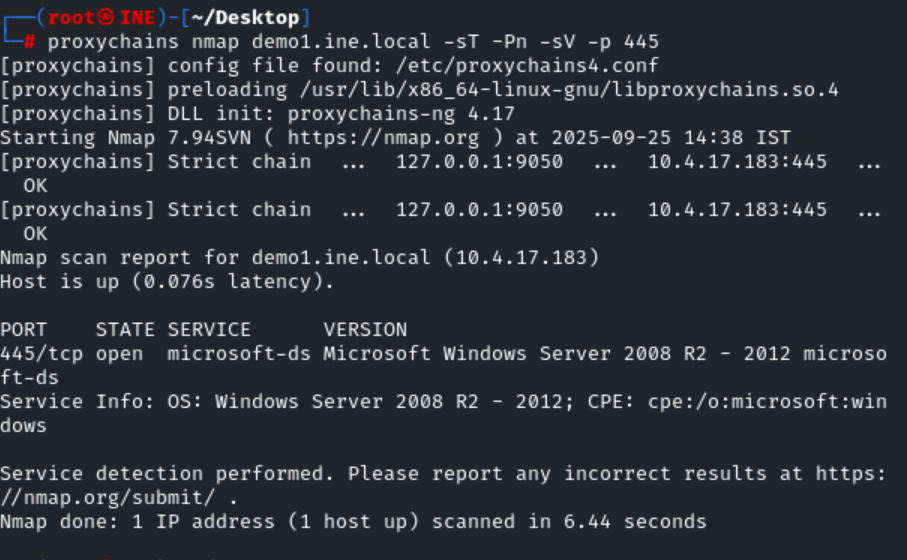 ┌──(root㉿INE)-[~/Desktop]
└─# proxychains nmap demo1.ine.local -sT -Pn -sV -p 445
[proxychains] config file found: /etc/proxychains4.conf
[proxychains] preloading /usr/lib/x86_64-linux-gnu/libproxychains.so.4
[proxychains] DLL init: proxychains-ng 4.17
Starting Nmap 7.94SVN ( https://nmap.org ) at 2025-09-25 14:38 IST
[proxychains] Strict chain  ...  127.0.0.1:9050  ...  10.4.17.183:445  ...
  OK
[proxychains] Strict chain  ...  127.0.0.1:9050  ...  10.4.17.183:445  ...
  OK
Nmap scan report for demo1.ine.local (10.4.17.183)
Host is up (0.076s latency).

PORT    STATE SERVICE      VERSION
445/tcp open  microsoft-ds Microsoft Windows Server 2008 R2 - 2012 microso
ft-ds
Service Info: OS: Windows Server 2008 R2 - 2012; CPE: cpe:/o:microsoft:win
dows

Service detection performed. Please report any incorrect results at https:
//nmap.org/submit/ .
Nmap done: 1 IP address (1 host up) scanned in 6.44 seconds